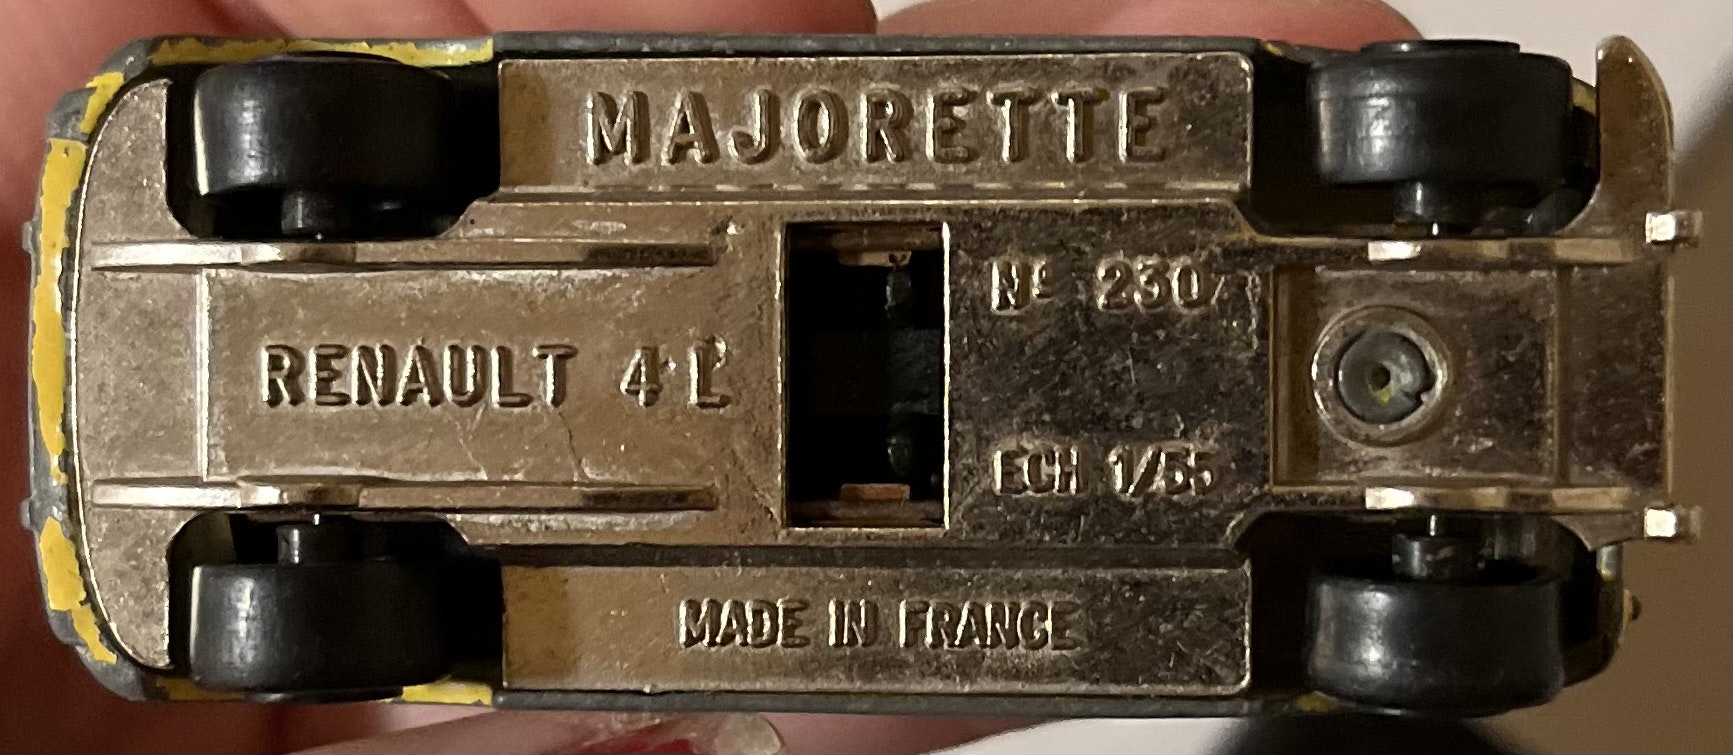 MAJORETTE
Nº 230
RENAULT 4 L
ECH 1/55
MADE IN FRANCE